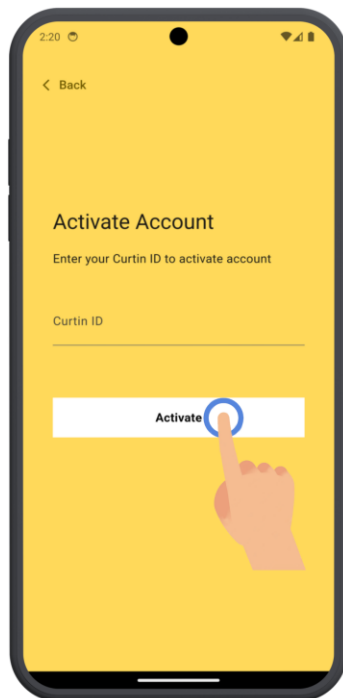 2:20
Back
Activate Account
Enter your Curtin ID to activate account
Curtin ID
Activate